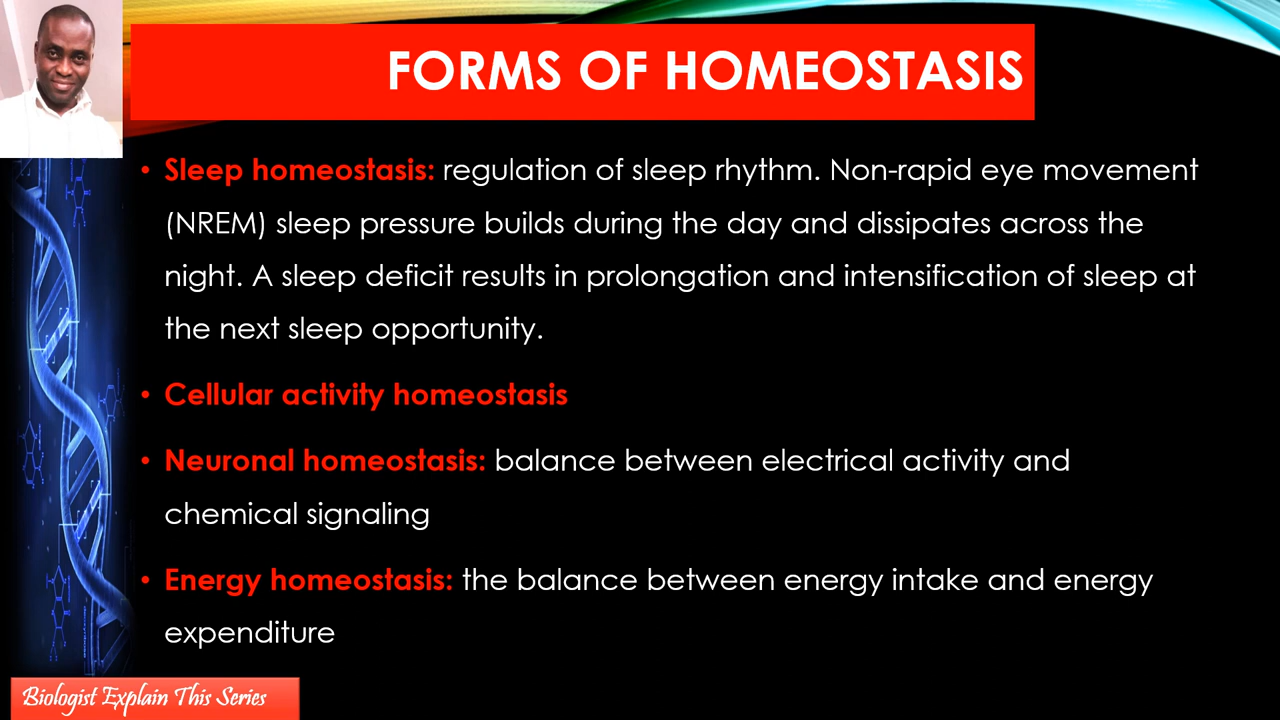 FORMS OF HOMEOSTASIS
• Sleep homeostasis: regulation of sleep rhythm. Non-rapid eye movement
(NREM) sleep pressure builds during the day and dissipates across the
night. A sleep deficit results in prolongation and intensification of sleep at
the next sleep opportunity.
• Cellular activity homeostasis
• Neuronal homeostasis: balance between electrical activity and
chemical signaling
• Energy homeostasis: the balance between energy intake and energy
expenditure
Biologist Explain This Series